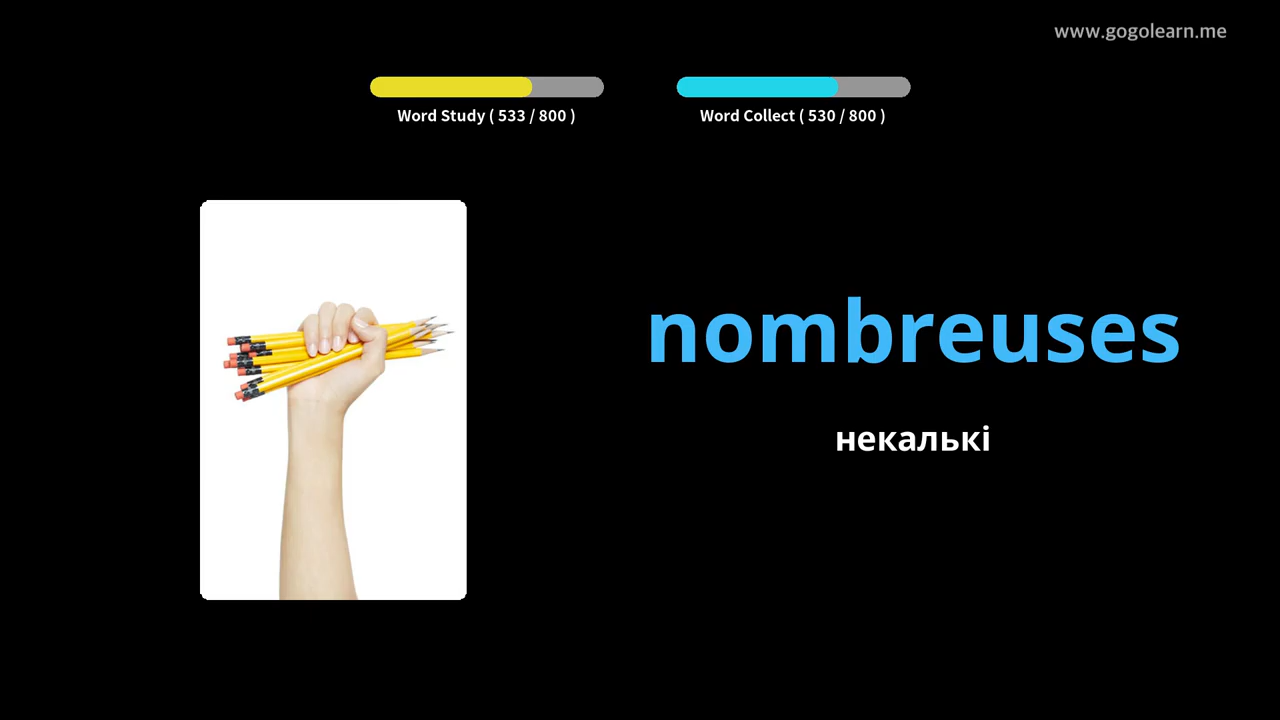 www.gogolearn.me
Word Study ( 533 / 800 )
Word Collect ( 530 / 800 )
nombreuses
некалькі